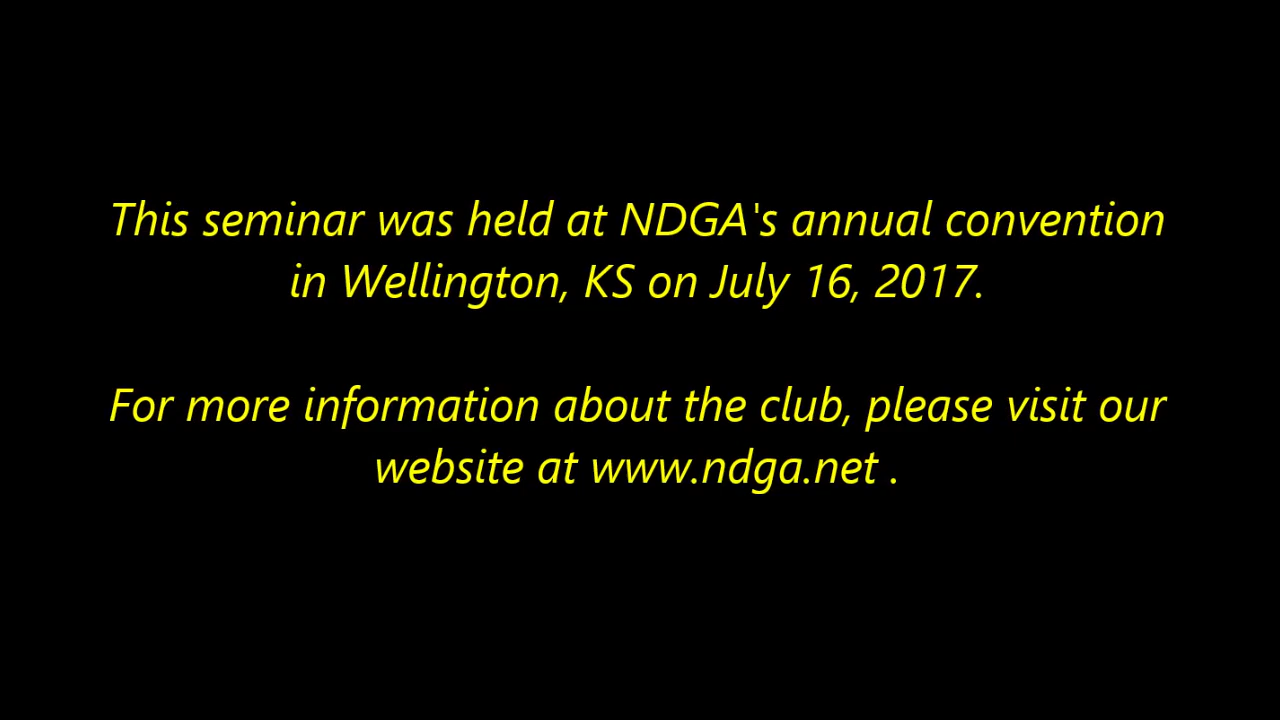 This seminar was held at NDGA's annual convention
in Wellington, KS on July 16, 2017.
For more information about the club, please visit our
website at www.ndga.net .